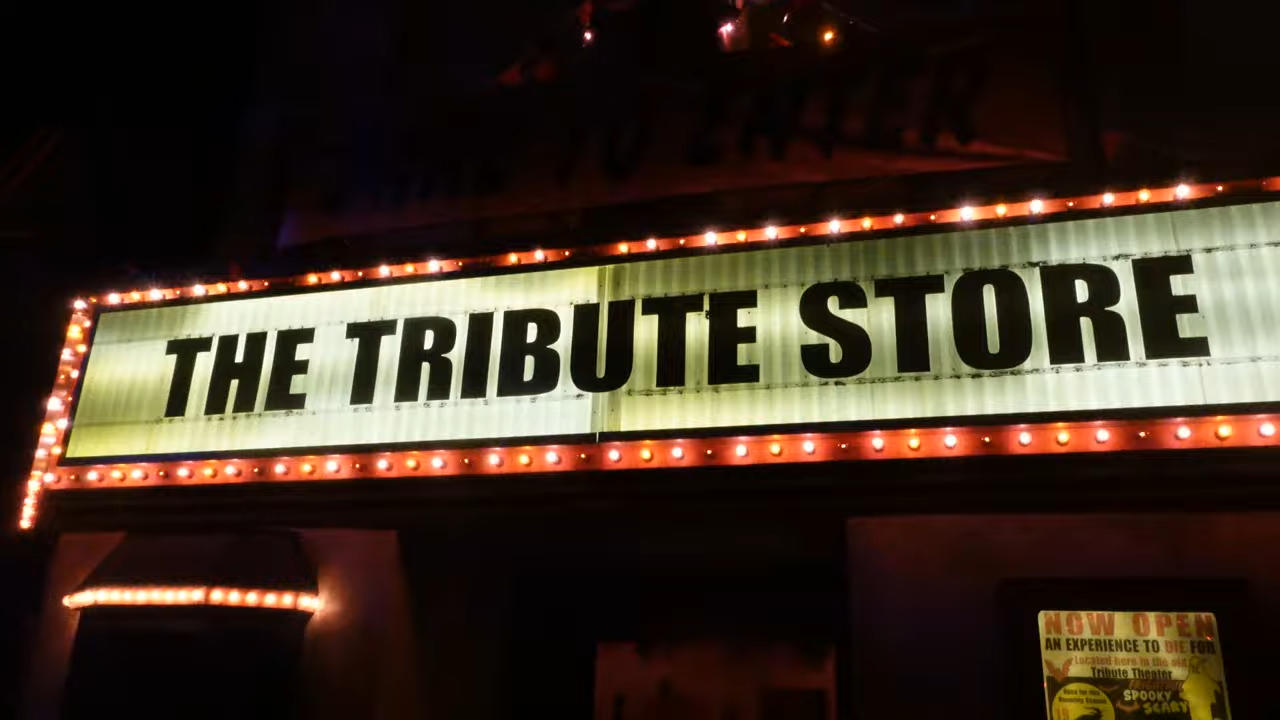 THE TRIBUTE STORE
NOW OPEN
AN EXPERIENCE TO DIE FOR
Located here in the old
Tribute Theater
SPOOKY
SCARY